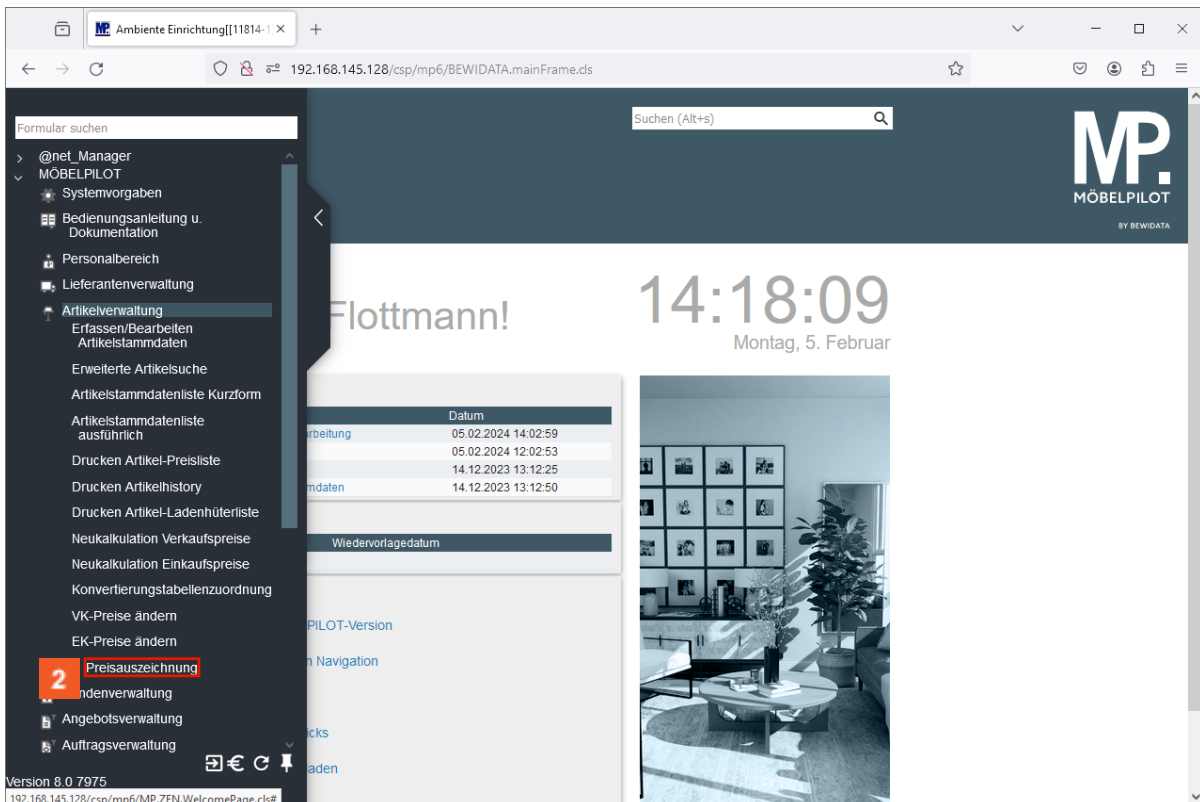 Ambiente Einrichtung[[11814-1
192.168.145.128/csp/mp6/BEWIDATA.mainFrame.cls
Formular suchen
@net_Manager
MÖBELPILOT
Systemvorgaben
Bedienungsanleitung u.
Dokumentation
Personalbereich
Lieferantenverwaltung
Artikelverwaltung
Erfassen/Bearbeiten
Artikelstammdaten
Erweiterte Artikelsuche
Artikelstammdatenliste Kurzform
Artikelstammdatenliste
ausführlich
Drucken Artikel-Preisliste
Drucken Artikelhistory
Drucken Artikel-Ladenhüterliste
Neukalkulation Verkaufspreise
Neukalkulation Einkaufspreise
Konvertierungstabellenzuordnung
VK-Preise ändern
EK-Preise ändern
2 Preisauszeichnung
ndenverwaltung
Angebotsverwaltung
Auftragsverwaltung
Version 8.0 7975
192.168.145.128/csp/mp6/MP.ZEN.WelcomePage.cls#
Suchen (Alt+s)
MP.
MÖBELPILOT
BY BEWIDATA
Flottmann!
14:18:09
Montag, 5. Februar
Datum
rbeitung 05.02.2024 14:02:59
05.02.2024 12:02:53
14.12.2023 13:12:25
mdaten 14.12.2023 13:12:50
Wiedervorlagedatum
PILOT-Version
n Navigation
icks
aden